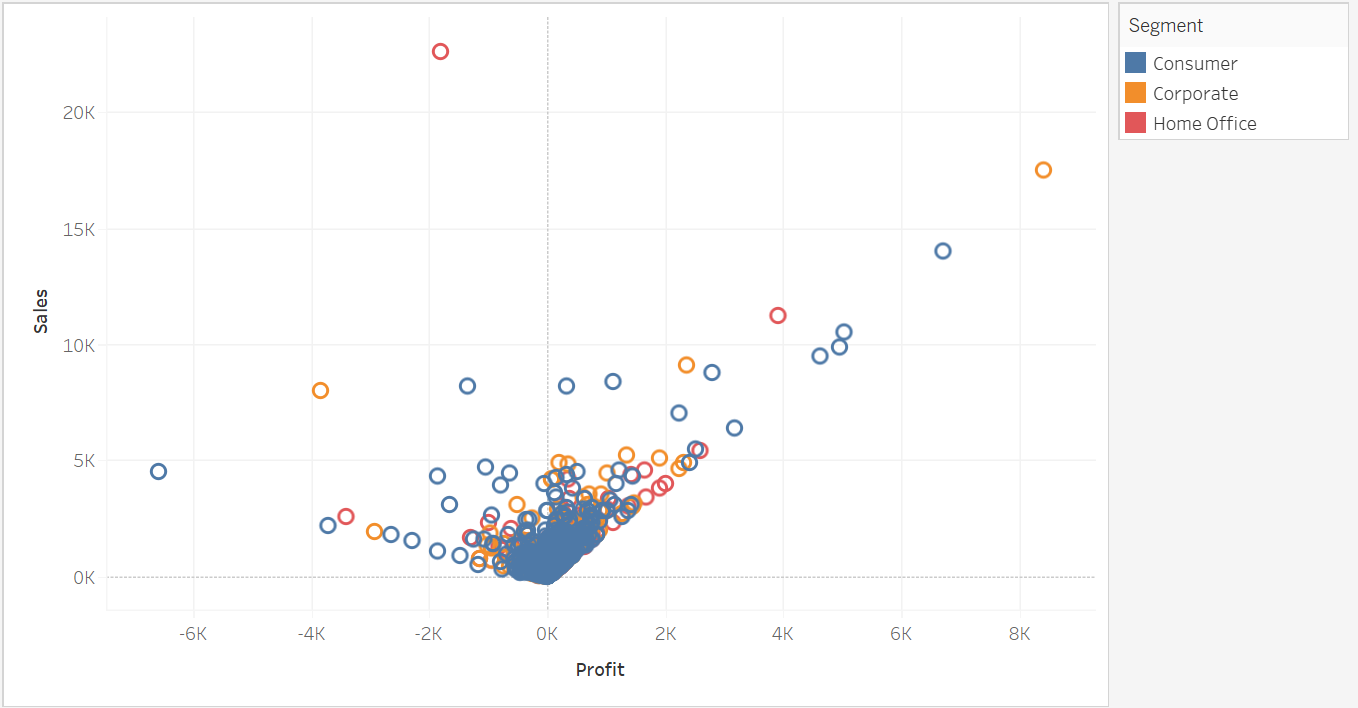 Segment
Consumer
Corporate
Home Office
20K
15K
10K
5K
0K
Sales
-6K -4K -2K 0K 2K 4K 6K 8K
Profit